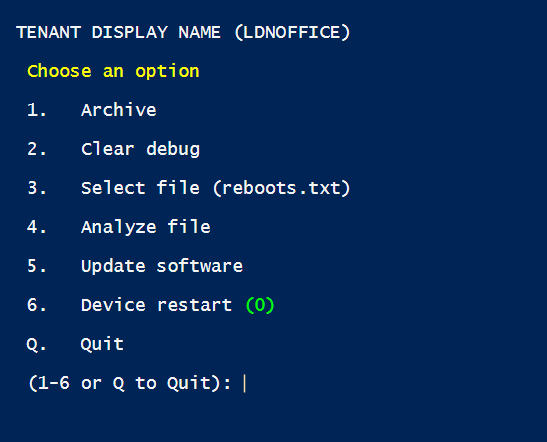 TENANT DISPLAY NAME (LDNOFFICE)
Choose an option
1. Archive
2. Clear debug
3. Select file (reboots.txt)
4. Analyze file
5. Update software
6. Device restart (0)
Q. Quit
(1-6 or Q to Quit):